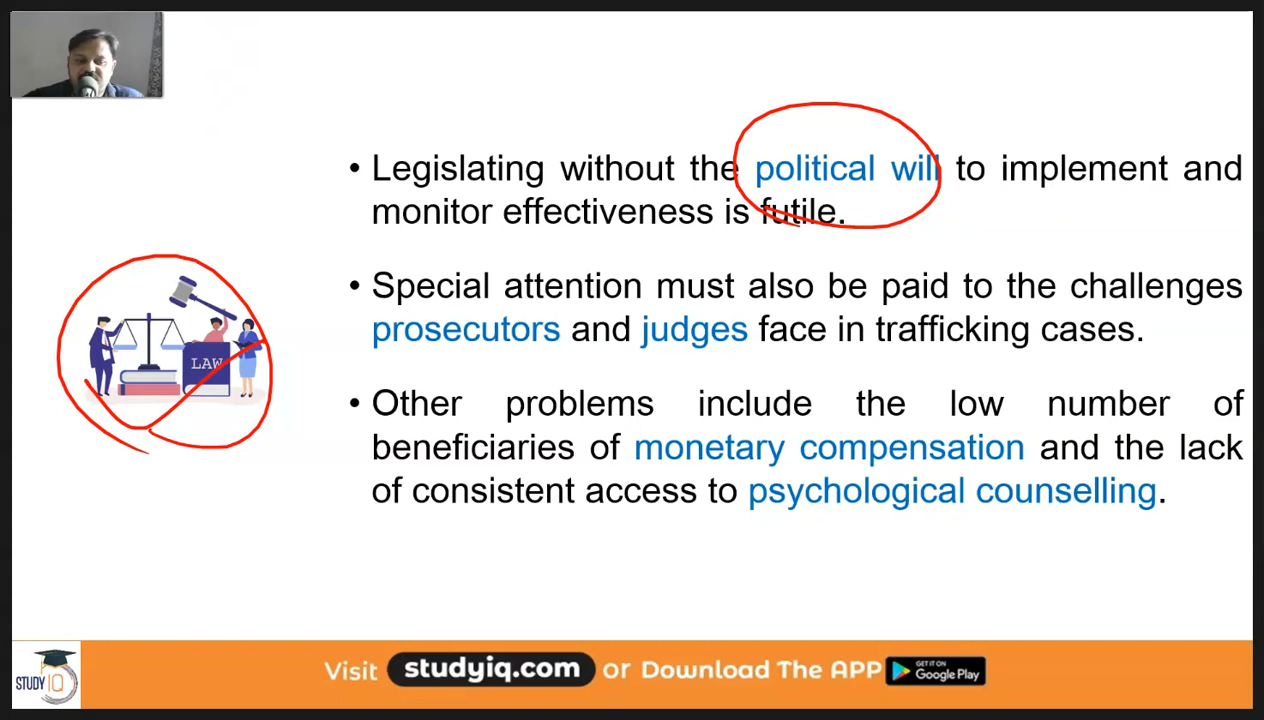 • Legislating without the political will to implement and
monitor effectiveness is futile.
• Special attention must also be paid to the challenges
prosecutors and judges face in trafficking cases.
LAW
• Other problems include the low number of
beneficiaries of monetary compensation and the lack
of consistent access to psychological counselling.
STUDY IQ
Visit studyiq.com or Download The APP GET IT ON Google Play